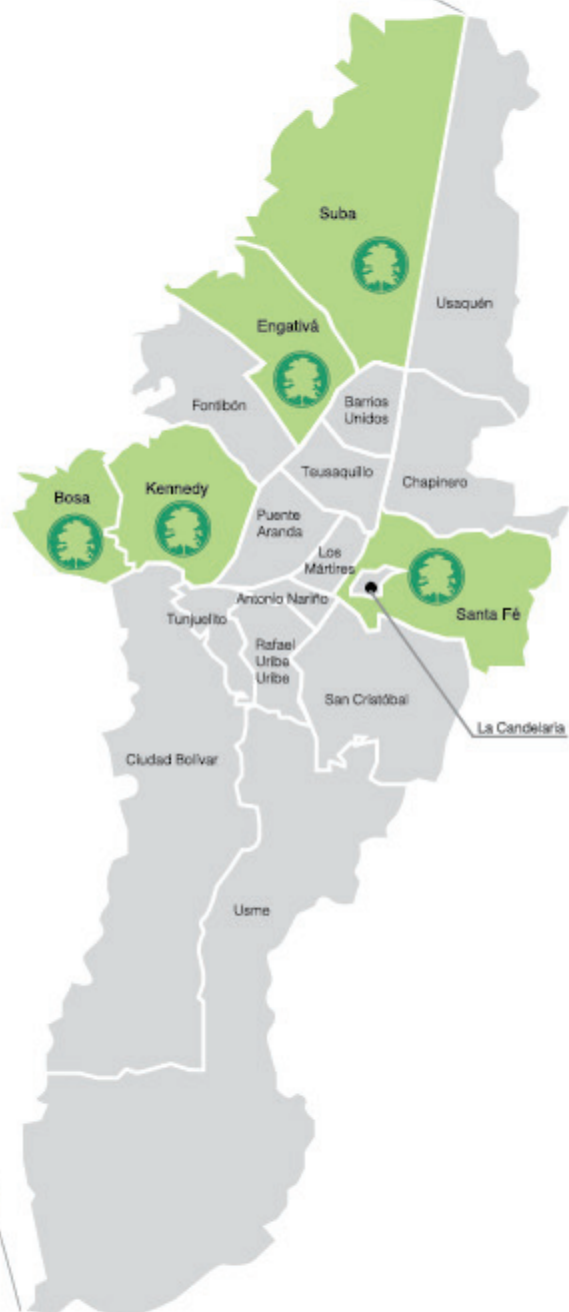 Suba
Usaquén
Engativá
Barrios
Unidos
Fontibón
Teusaquillo
Chapinero
Kennedy
Bosa
Puente
Aranda
Los
Mártires
Antonio Nariño
Santa Fé
Tunjuelito
Rafael
Uribe
Uribe
San Cristóbal
La Candelaria
Ciudad Bolívar
Usme